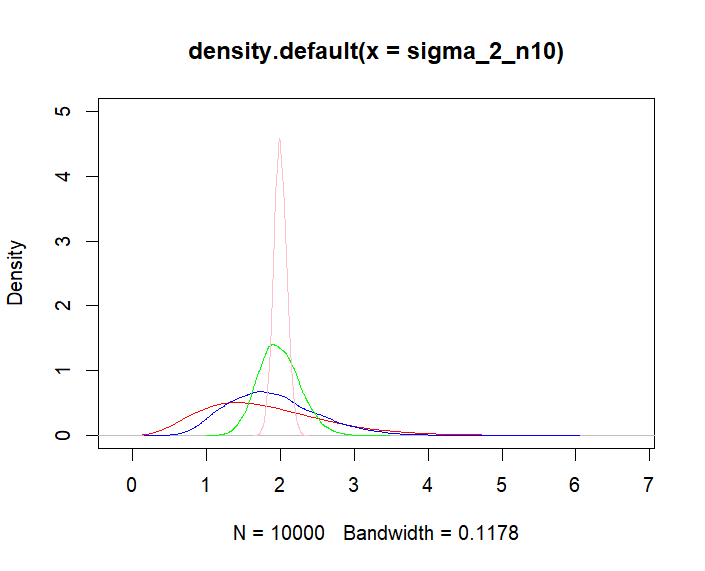 density.default(x = sigma_2_n10)
Density
5
4
3
2
1
0
0 1 2 3 4 5 6 7
N = 10000 Bandwidth = 0.1178